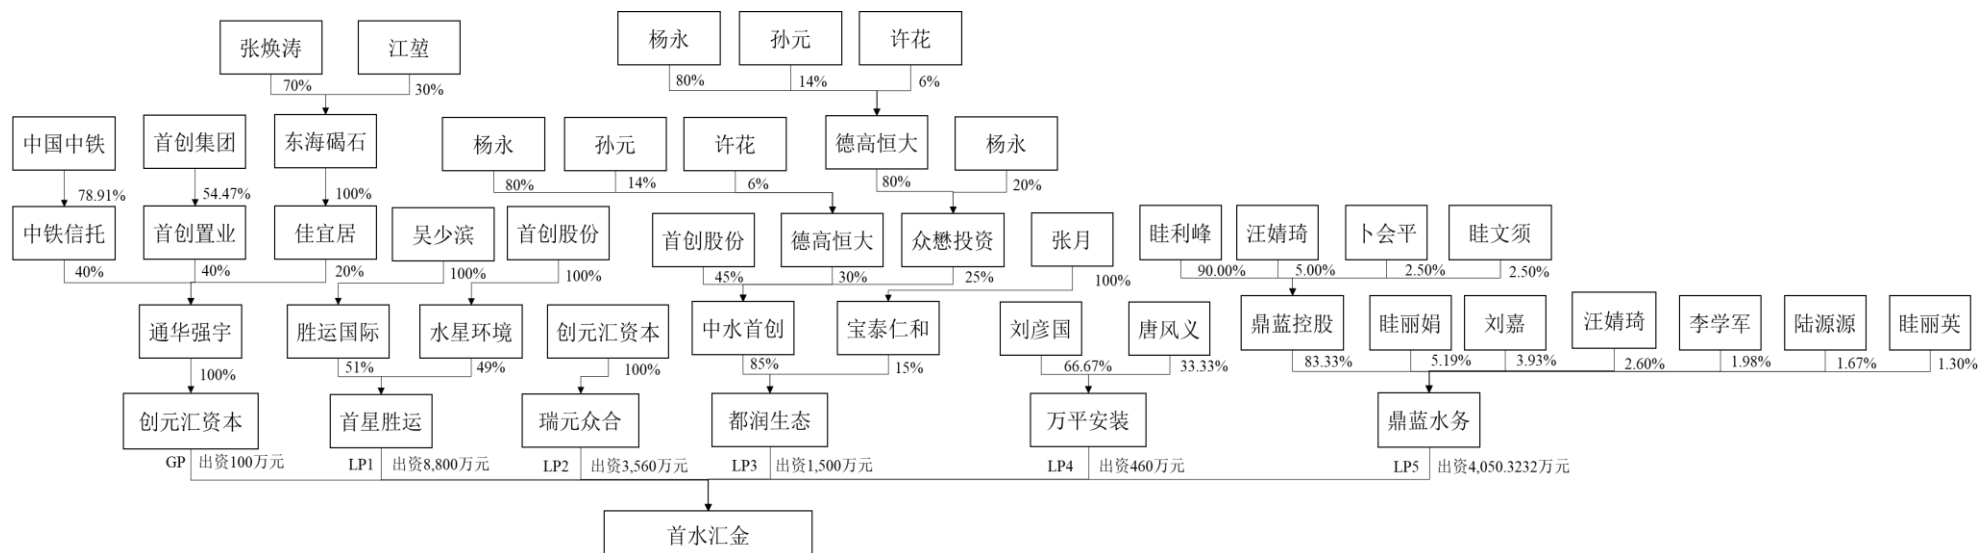 杨永 孙元 许花
张焕涛 江堃
80% 14% 6%
70% 30%
中国中铁 首创集团 东海碣石 杨永 孙元 许花 德高恒大 杨永
80% 14% 6% 80% 20%
78.91% 54.47% 100%
中铁信托 首创置业 佳宜居 吴少滨 首创股份 首创股份 德高恒大 众懋投资 张月 眭利峰 汪婧琦 卜会平 眭文须
40% 40% 20% 100% 100% 45% 30% 25% 100% 90.00% 5.00% 2.50% 2.50%
通华强宇 胜运国际 水星环境 创元汇资本 中水首创 宝泰仁和 刘彦国 唐风义 鼎蓝控股 眭丽娟 刘嘉 汪婧琦 李学军 陆源源 眭丽英
100% 51% 49% 100% 85% 15% 66.67% 33.33% 83.33% 5.19% 3.93% 2.60% 1.98% 1.67% 1.30%
创元汇资本 首星胜运 瑞元众合 都润生态 万平安装 鼎蓝水务
GP 出资100万元 LP1 出资8,800万元 LP2 出资3,560万元 LP3 出资1,500万元 LP4 出资460万元 LP5 出资4,050.3232万元
首水汇金